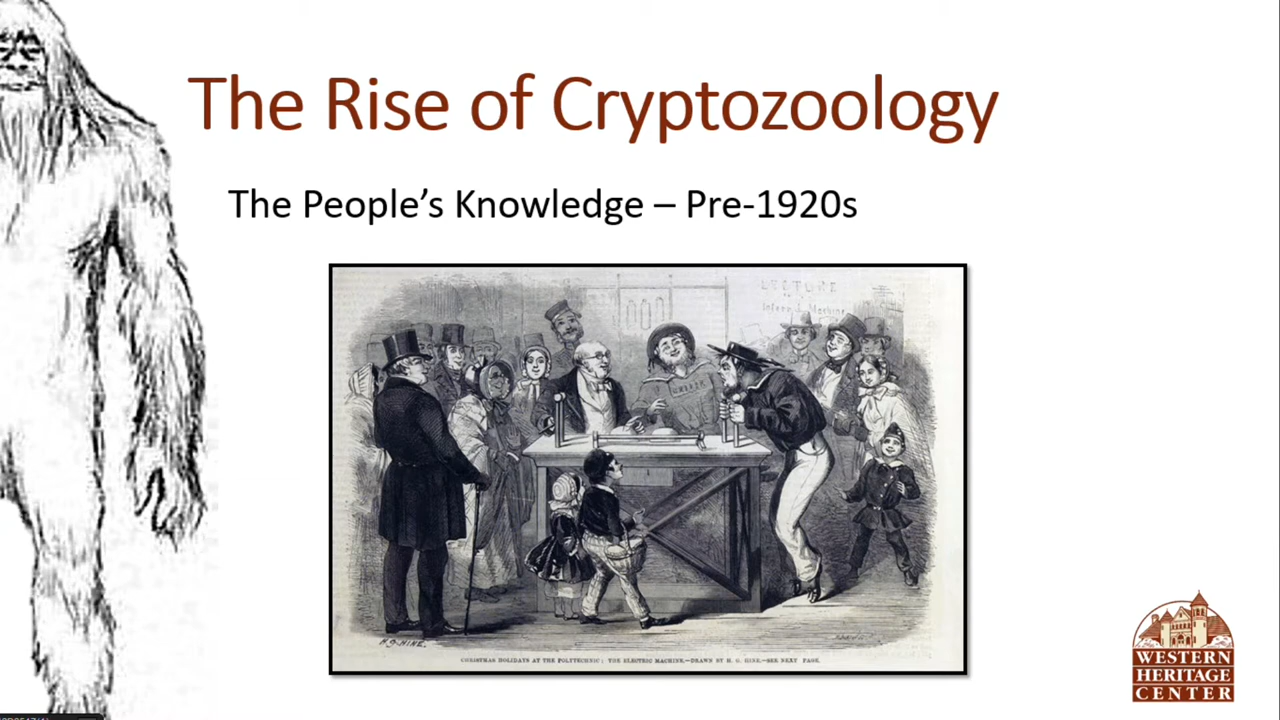 The Rise of Cryptozoology
The People’s Knowledge – Pre-1920s
LECTURE
H.G.HINE.
CHRISTMAS HOLIDAYS AT THE POLYTECHNIC: THE ELECTRIC MACHINE.—DRAWN BY H. G. HINE.—SEE NEXT PAGE.
WESTERN
HERITAGE
CENTER